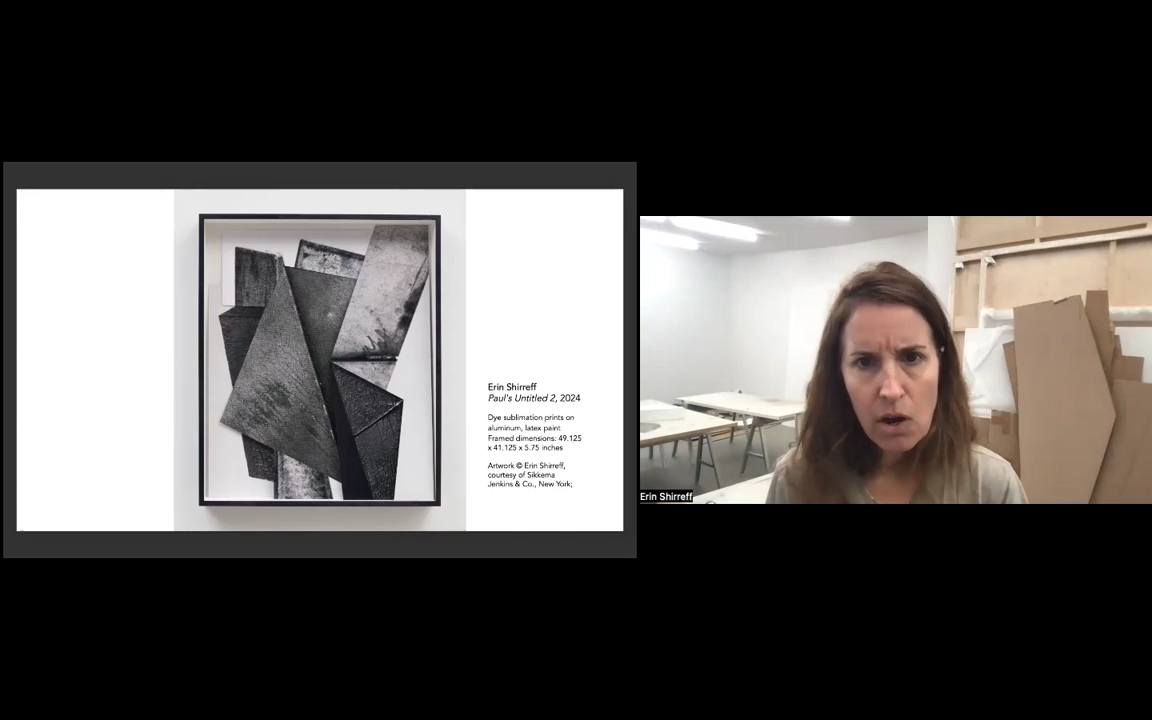 Erin Shirreff
Paul's Untitled 2, 2024
Dye sublimation prints on
aluminum, latex paint
Framed dimensions: 49.125
x 41.125 x 5.75 inches
Artwork © Erin Shirreff,
courtesy of Sikkema
Jenkins & Co., New York;
Erin Shirreff